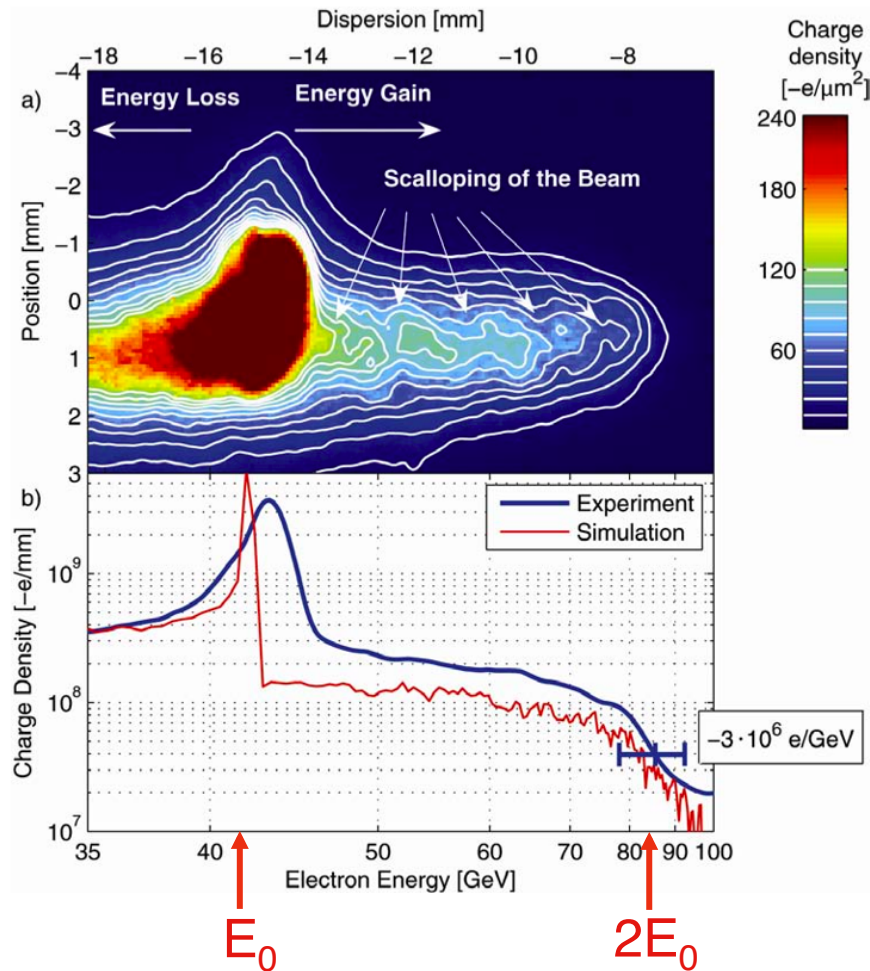 Dispersion [mm]
−18 −16 −14 −12 −10 −8
Charge
density
[−e/µm²]
a)
Energy Loss
Energy Gain
Scalloping of the Beam
Position [mm]
−4
−3
−2
−1
0
1
2
3
240
180
120
60
b)
Experiment
Simulation
Charge Density [−e/mm]
10⁹
10⁸
10⁷
−3 · 10⁶ e/GeV
35 40 50 60 70 80 90 100
Electron Energy [GeV]
E₀
2E₀